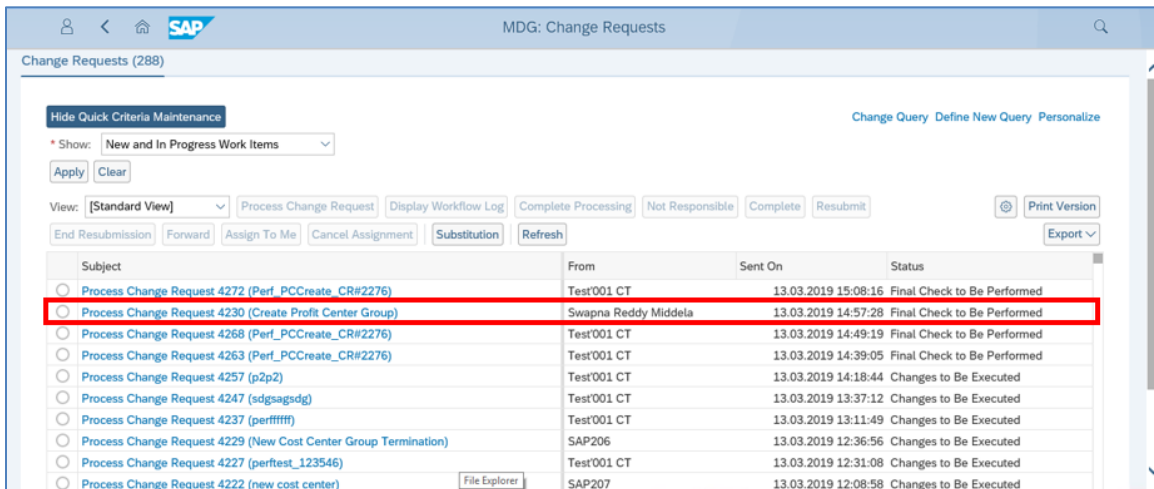 SAP MDG: Change Requests
Change Requests (288)
Hide Quick Criteria Maintenance Change Query Define New Query Personalize
* Show: New and In Progress Work Items
Apply Clear
View: [Standard View] Process Change Request Display Workflow Log Complete Processing Not Responsible Complete Resubmit Print Version
End Resubmission Forward Assign To Me Cancel Assignment Substitution Refresh Export
Subject From Sent On Status
Process Change Request 4272 (Perf_PCCreate_CR#2276) Test'001 CT 13.03.2019 15:08:16 Final Check to Be Performed
Process Change Request 4230 (Create Profit Center Group) Swapna Reddy Middela 13.03.2019 14:57:28 Final Check to Be Performed
Process Change Request 4268 (Perf_PCCreate_CR#2276) Test'001 CT 13.03.2019 14:49:19 Final Check to Be Performed
Process Change Request 4263 (Perf_PCCreate_CR#2276) Test'001 CT 13.03.2019 14:39:05 Final Check to Be Performed
Process Change Request 4257 (p2p2) Test'001 CT 13.03.2019 14:18:44 Changes to Be Executed
Process Change Request 4247 (sdgsagsdg) Test'001 CT 13.03.2019 13:37:12 Changes to Be Executed
Process Change Request 4237 (perffffff) Test'001 CT 13.03.2019 13:11:49 Changes to Be Executed
Process Change Request 4229 (New Cost Center Group Termination) SAP206 13.03.2019 12:36:56 Changes to Be Executed
Process Change Request 4227 (perftest_123546) Test'001 CT 13.03.2019 12:31:08 Changes to Be Executed
Process Change Request 4222 (new cost center) File Explorer SAP207 13.03.2019 12:08:58 Changes to Be Executed